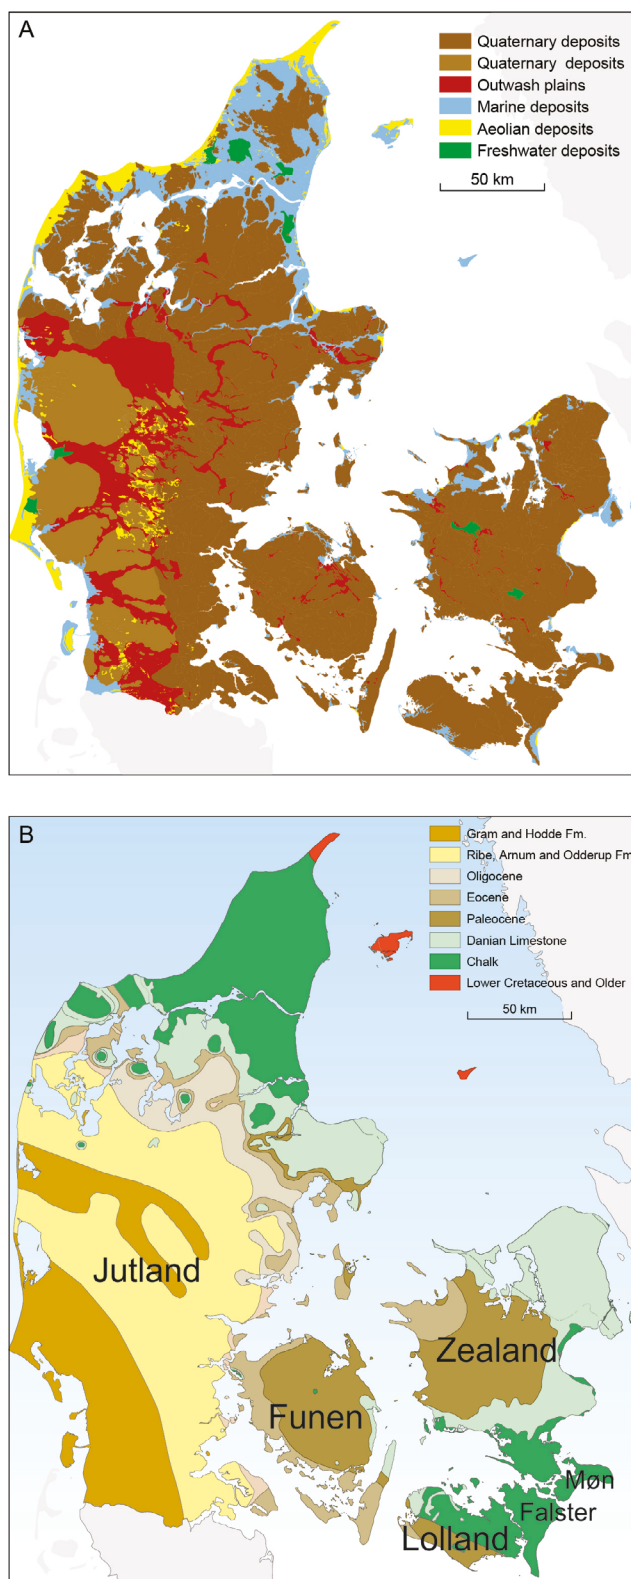 A
Quaternary deposits
Quaternary deposits
Outwash plains
Marine deposits
Aeolian deposits
Freshwater deposits
50 km
B
Gram and Hodde Fm.
Ribe, Arnum and Odderup Fm
Oligocene
Eocene
Paleocene
Danian Limestone
Chalk
Lower Cretaceous and Older
50 km
Jutland
Zealand
Funen
Møn
Falster
Lolland